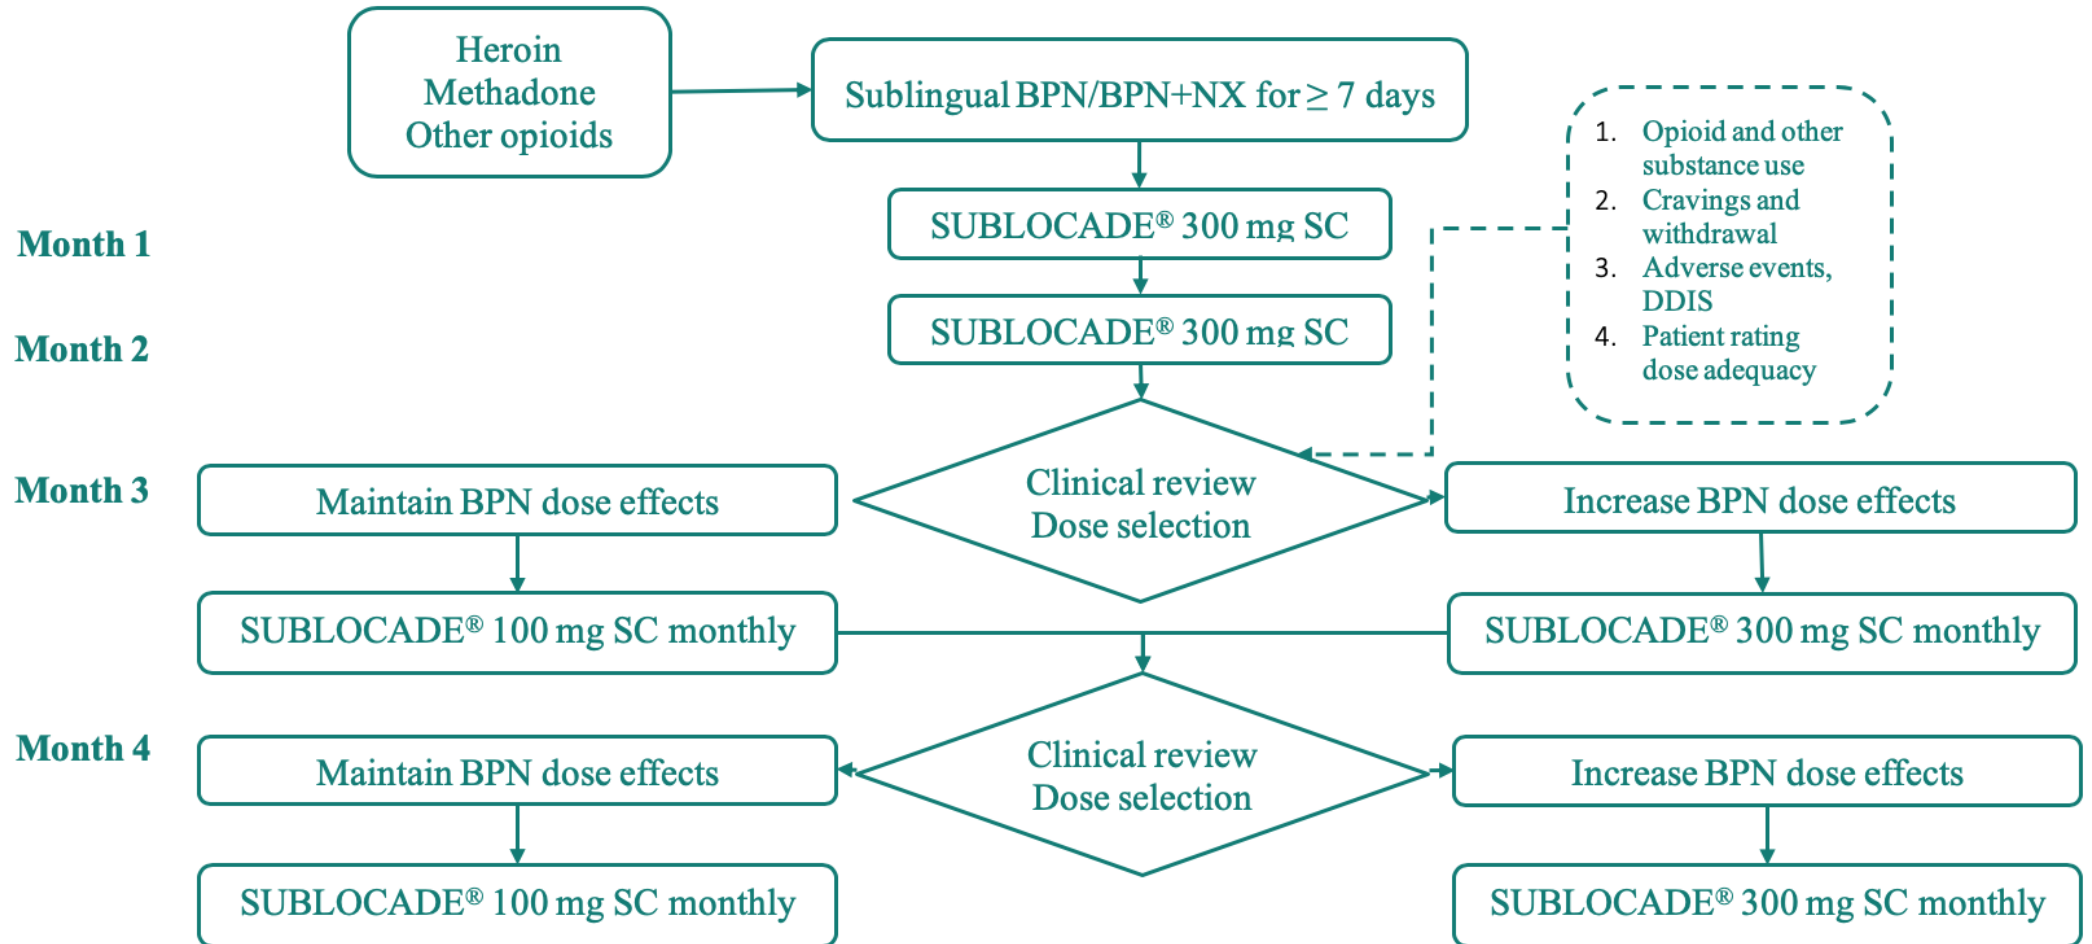 Heroin
Methadone
Other opioids
Sublingual BPN/BPN+NX for ≥ 7 days
1. Opioid and other
substance use
2. Cravings and
withdrawal
3. Adverse events,
DDIS
4. Patient rating
dose adequacy
Month 1
SUBLOCADE® 300 mg SC
Month 2
SUBLOCADE® 300 mg SC
Month 3
Maintain BPN dose effects
Clinical review
Dose selection
Increase BPN dose effects
SUBLOCADE® 100 mg SC monthly
SUBLOCADE® 300 mg SC monthly
Month 4
Maintain BPN dose effects
Clinical review
Dose selection
Increase BPN dose effects
SUBLOCADE® 100 mg SC monthly
SUBLOCADE® 300 mg SC monthly